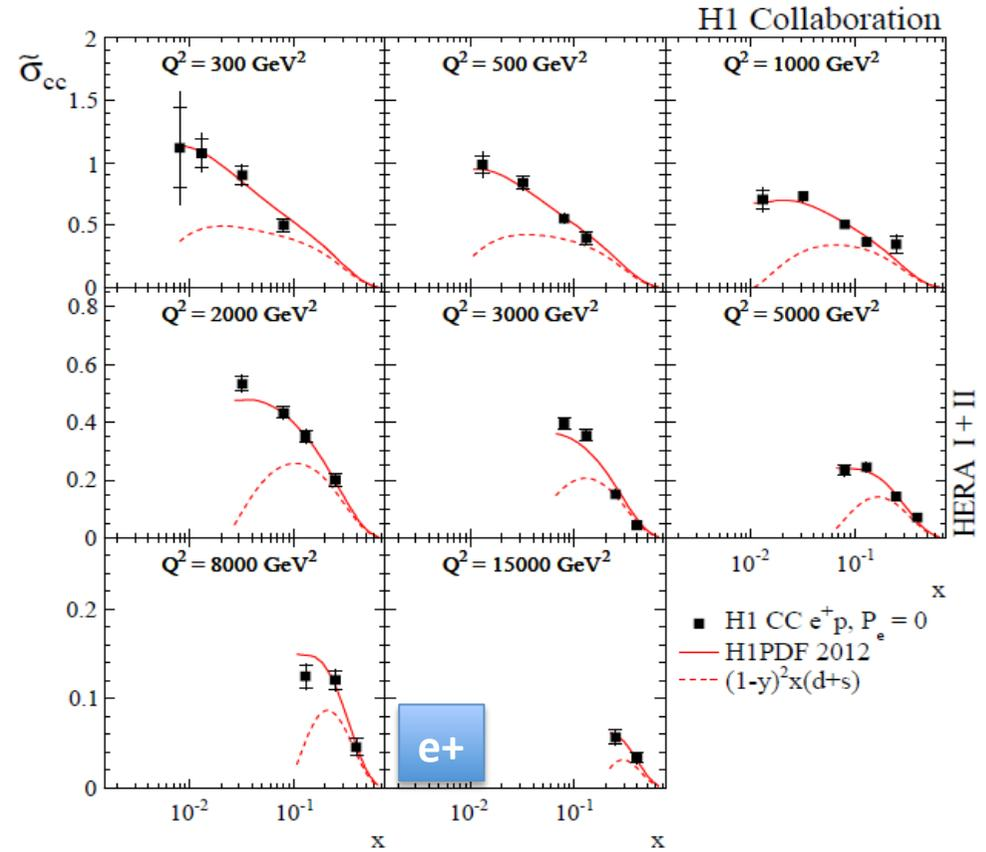 H1 Collaboration
σ̃cc
Q² = 300 GeV²
Q² = 500 GeV²
Q² = 1000 GeV²
2
1.5
1
0.5
0
Q² = 2000 GeV²
Q² = 3000 GeV²
Q² = 5000 GeV²
0.8
0.6
0.4
0.2
0
10⁻²
10⁻¹
x
HERA I + II
Q² = 8000 GeV²
Q² = 15000 GeV²
0.2
0.1
0
e+
10⁻²
10⁻¹
x
10⁻²
10⁻¹
x
H1 CC e⁺p, Pₑ = 0
H1PDF 2012
(1-y)²x(d+s)